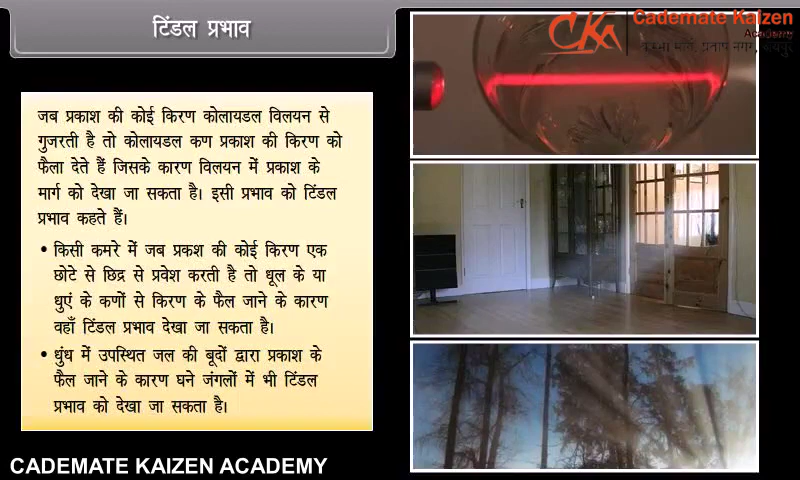 टिंडल प्रभाव
Cademate Kaizen
CKA
Academy
जब प्रकाश की कोई किरण कोलायडल विलयन से
गुजरती है तो कोलायडल कण प्रकाश की किरण को
फैला देते हैं जिसके कारण विलयन में प्रकाश के
मार्ग को देखा जा सकता है। इसी प्रभाव को टिंडल
प्रभाव कहते हैं।
• किसी कमरे में जब प्रकश की कोई किरण एक
छोटे से छिद्र से प्रवेश करती है तो धूल के या
धुएं के कणों से किरण के फैल जाने के कारण
वहाँ टिंडल प्रभाव देखा जा सकता है।
• धुंध में उपस्थित जल की बूदों द्वारा प्रकाश के
फैल जाने के कारण घने जंगलों में भी टिंडल
प्रभाव को देखा जा सकता है।
CADEMATE KAIZEN ACADEMY